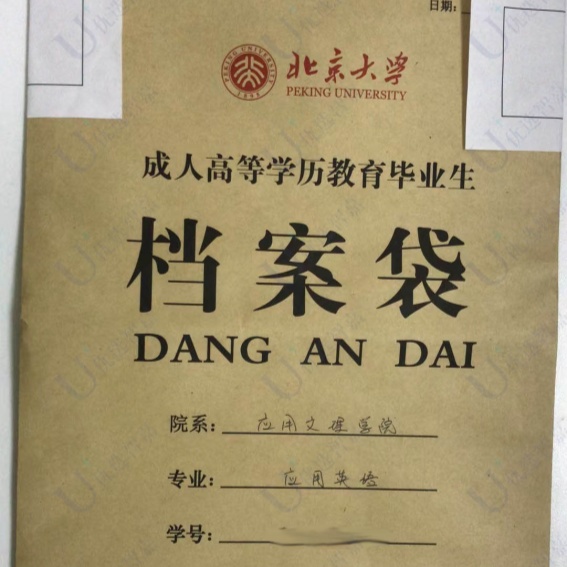 日期:
北京大学
PEKING UNIVERSITY
成人高等学历教育毕业生
档案袋
DANG AN DAI
院系: 应用文理学院
专业: 应用英语
学号: